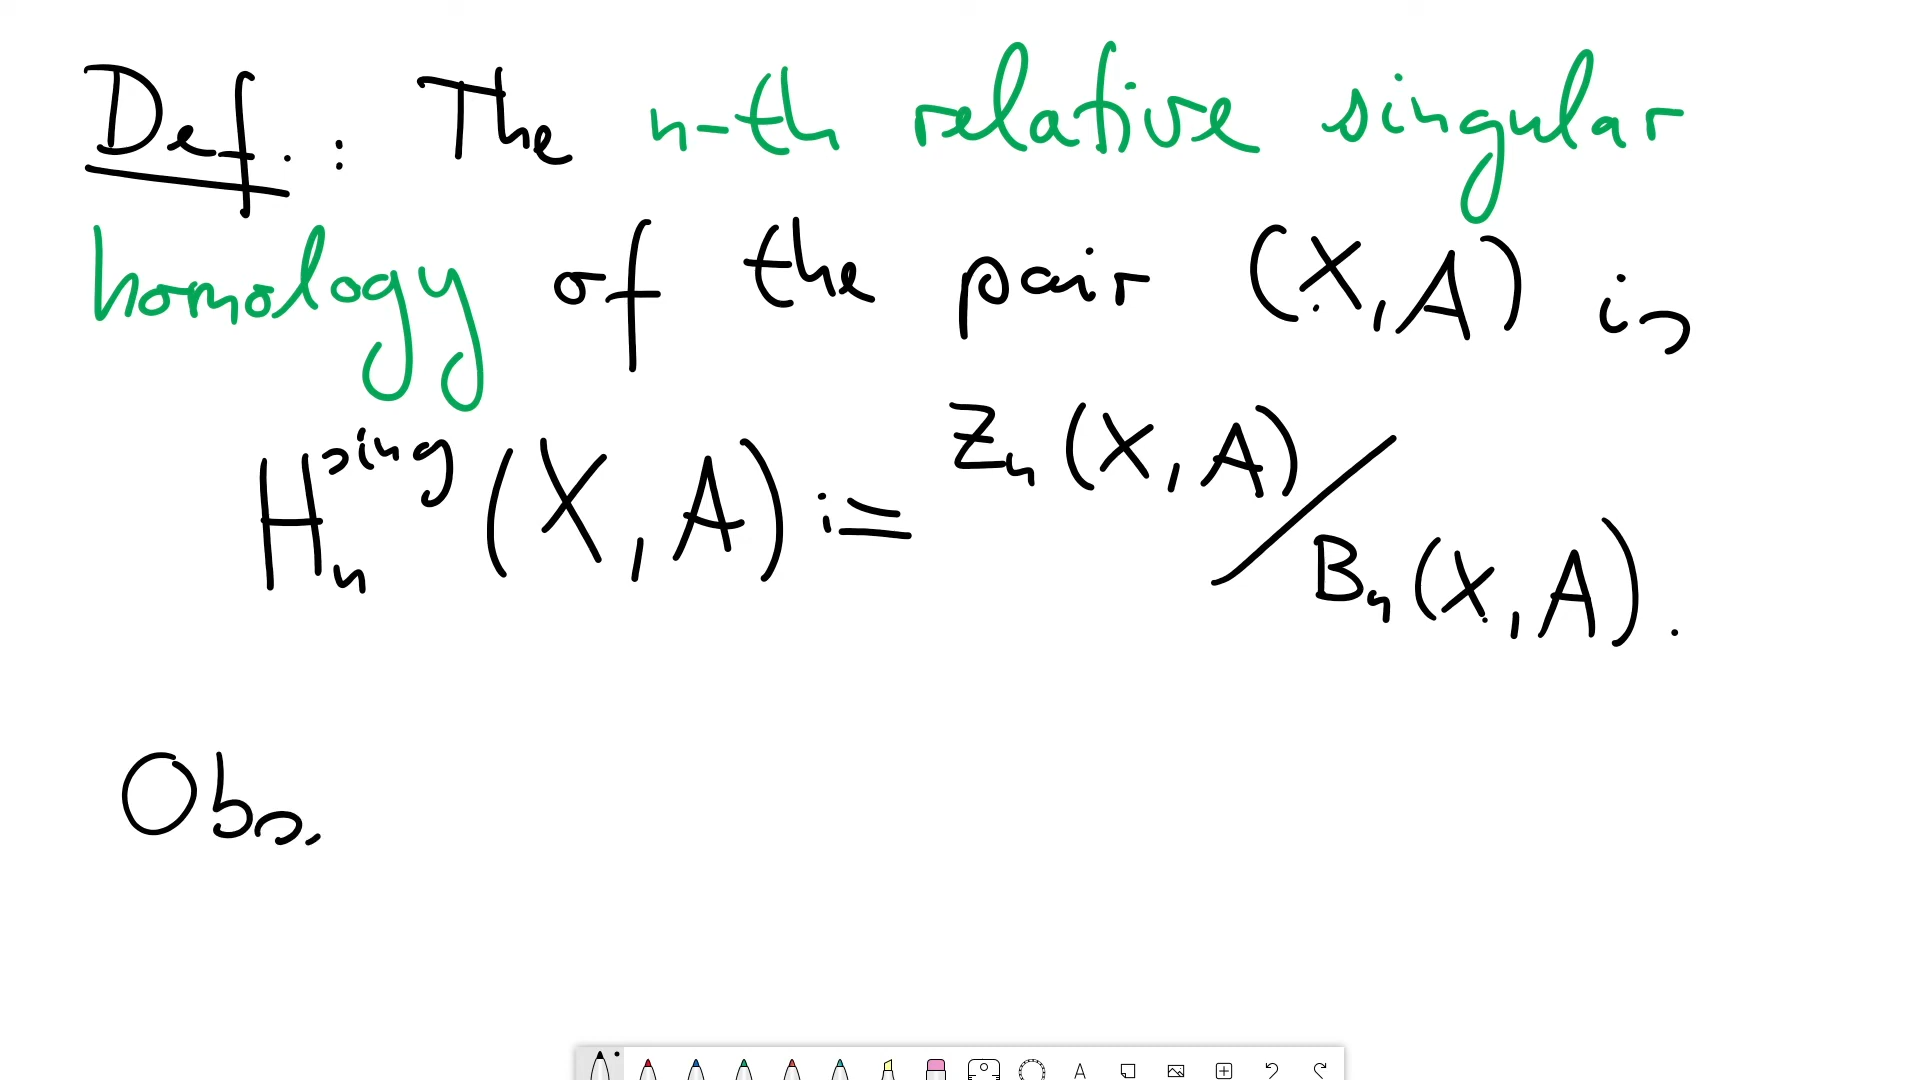 Def.: The n-th relative singular
homology of the pair (X, A) is
H_n^{sing}(X, A) := Z_n(X, A) / B_n(X, A).
Obs.